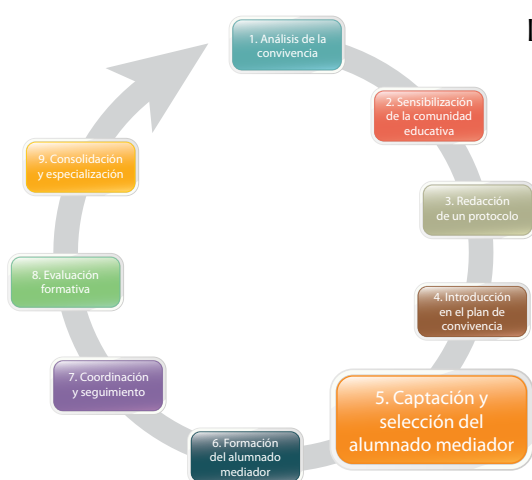 1. Análisis de la
convivencia
2. Sensibilización
de la comunidad
educativa
3. Redacción
de un protocolo
4. Introducción
en el plan de
convivencia
5. Captación y
selección del
alumnado mediador
6. Formación
del alumnado
mediador
7. Coordinación
y seguimiento
8. Evaluación
formativa
9. Consolidación
y especialización